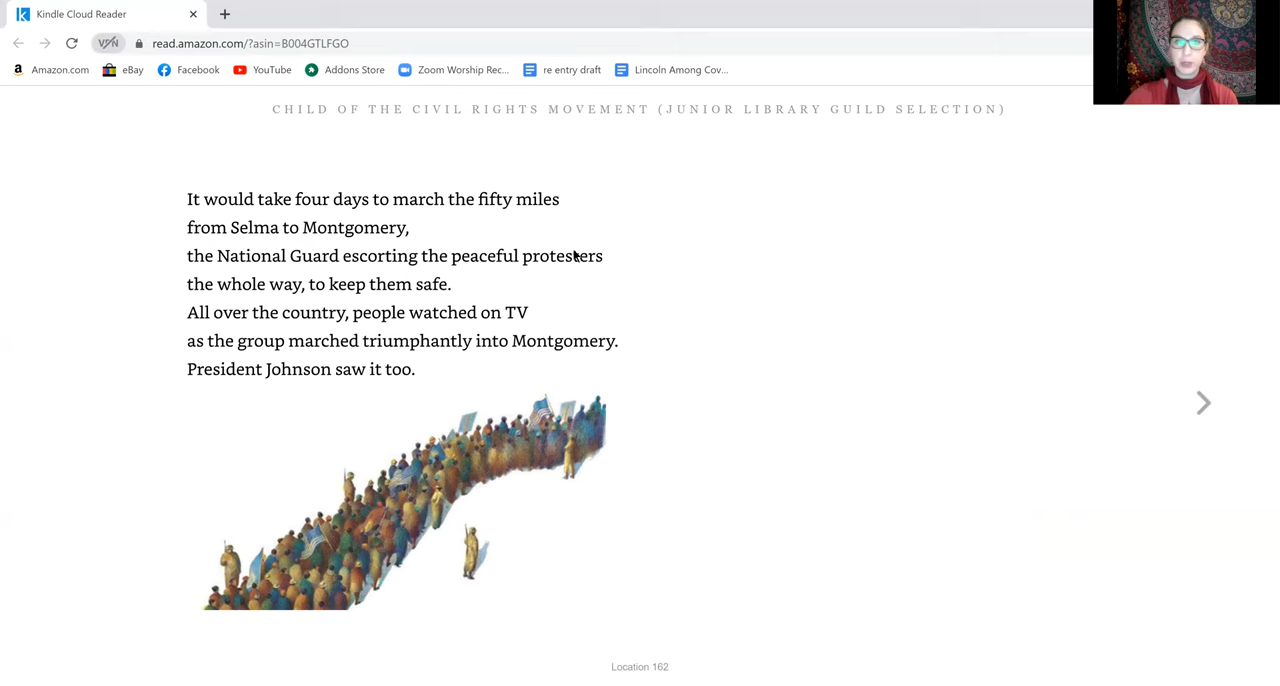 Kindle Cloud Reader
read.amazon.com/?asin=B004GTLFGO
Amazon.com eBay Facebook YouTube Addons Store Zoom Worship Rec... re entry draft Lincoln Among Cov...
CHILD OF THE CIVIL RIGHTS MOVEMENT (JUNIOR LIBRARY GUILD SELECTION)
It would take four days to march the fifty miles
from Selma to Montgomery,
the National Guard escorting the peaceful protesters
the whole way, to keep them safe.
All over the country, people watched on TV
as the group marched triumphantly into Montgomery.
President Johnson saw it too.
Location 162